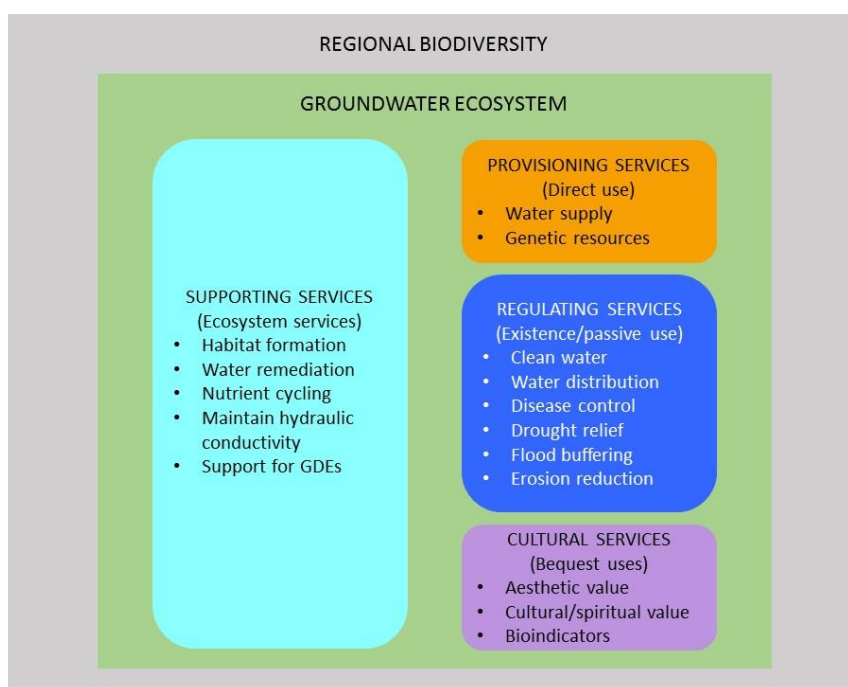 REGIONAL BIODIVERSITY
GROUNDWATER ECOSYSTEM
SUPPORTING SERVICES
(Ecosystem services)
• Habitat formation
• Water remediation
• Nutrient cycling
• Maintain hydraulic
conductivity
• Support for GDEs
PROVISIONING SERVICES
(Direct use)
• Water supply
• Genetic resources
REGULATING SERVICES
(Existence/passive use)
• Clean water
• Water distribution
• Disease control
• Drought relief
• Flood buffering
• Erosion reduction
CULTURAL SERVICES
(Bequest uses)
• Aesthetic value
• Cultural/spiritual value
• Bioindicators